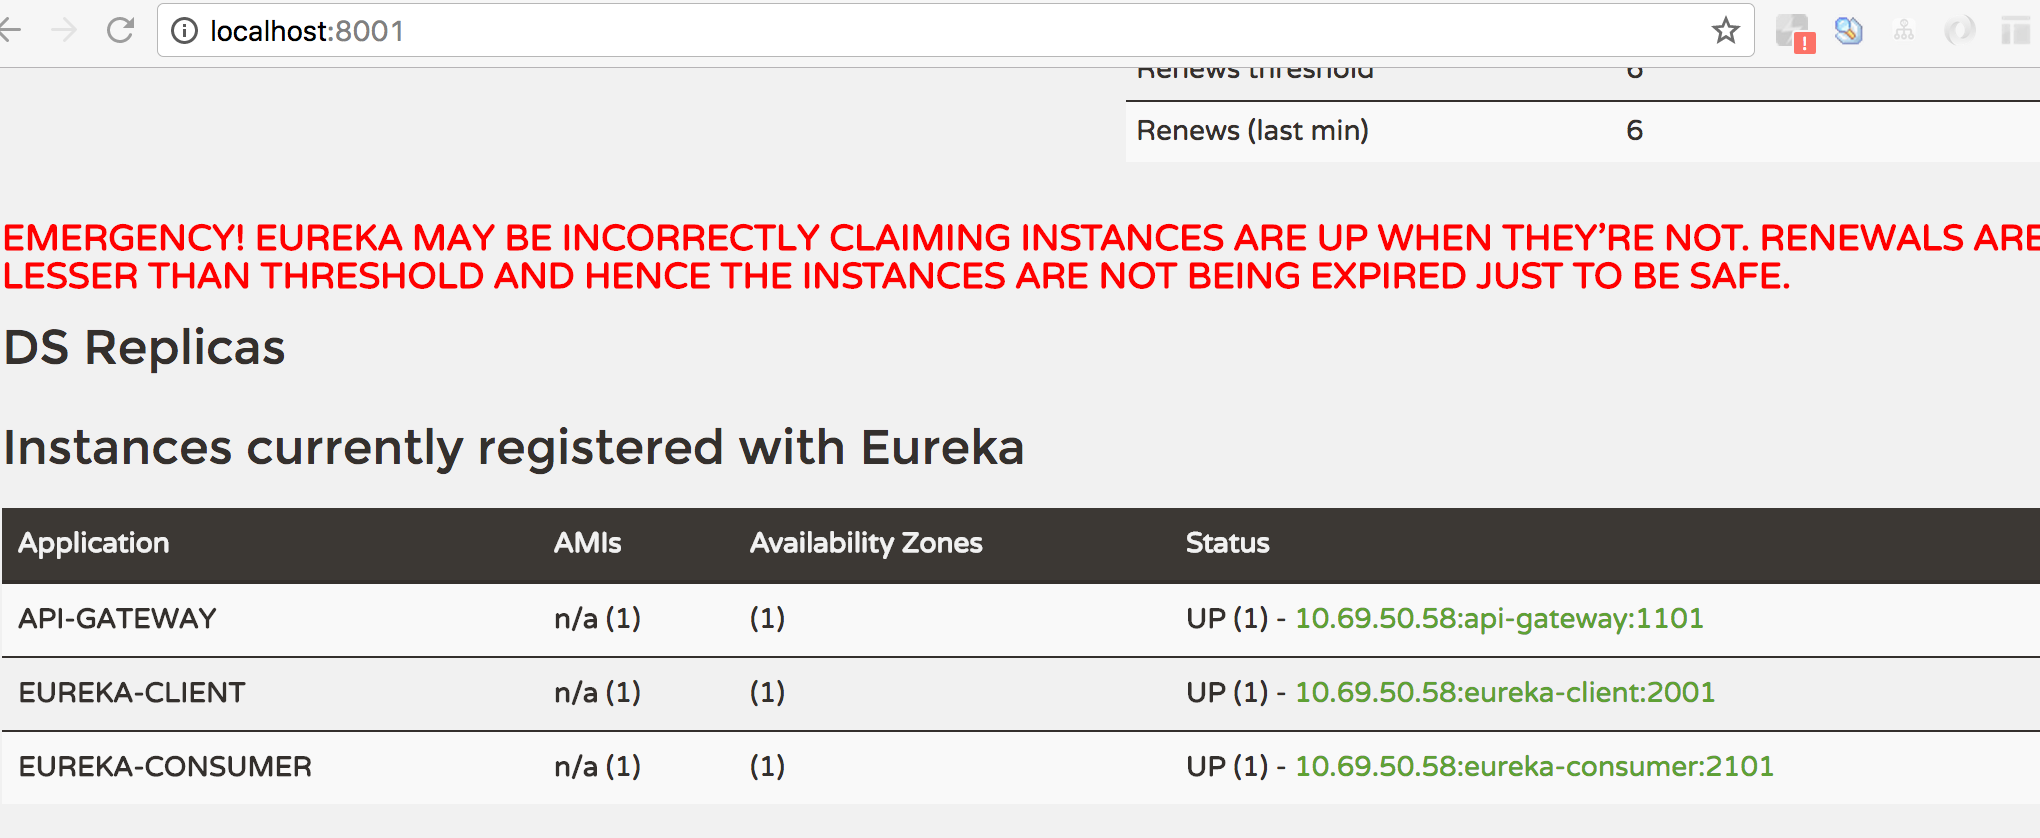 localhost:8001
Renews threshold 6
Renews (last min) 6
EMERGENCY! EUREKA MAY BE INCORRECTLY CLAIMING INSTANCES ARE UP WHEN THEY’RE NOT. RENEWALS ARE
LESSER THAN THRESHOLD AND HENCE THE INSTANCES ARE NOT BEING EXPIRED JUST TO BE SAFE.
DS Replicas
Instances currently registered with Eureka
Application AMIs Availability Zones Status
API-GATEWAY n/a (1) (1) UP (1) - 10.69.50.58:api-gateway:1101
EUREKA-CLIENT n/a (1) (1) UP (1) - 10.69.50.58:eureka-client:2001
EUREKA-CONSUMER n/a (1) (1) UP (1) - 10.69.50.58:eureka-consumer:2101